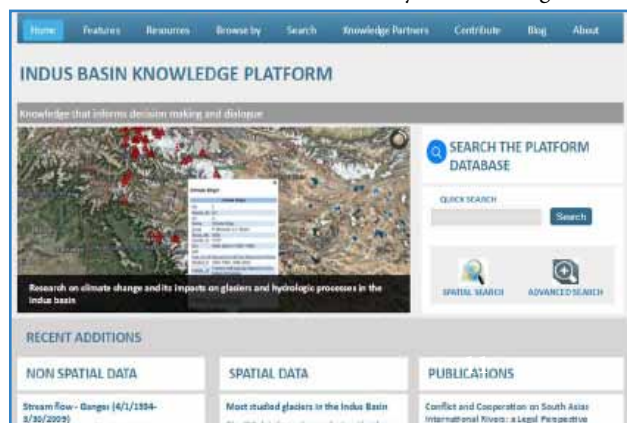 Home Features Resources Browse by Search Knowledge Partners Contribute Blog About
INDUS BASIN KNOWLEDGE PLATFORM
Knowledge that informs decision making and dialogue
SEARCH THE PLATFORM
DATABASE
QUICK SEARCH
Search
SPATIAL SEARCH ADVANCED SEARCH
Research on climate change and its impacts on glaciers and hydrologic processes in the
indus basin
RECENT ADDITIONS
NON SPATIAL DATA
Stream flow - Ganges (4/1/1994-
3/30/2009)
SPATIAL DATA
Most studied glaciers in the Indus Basin
PUBLICATIONS
Conflict and Cooperation on South Asian
International Rivers: a Legal Perspective